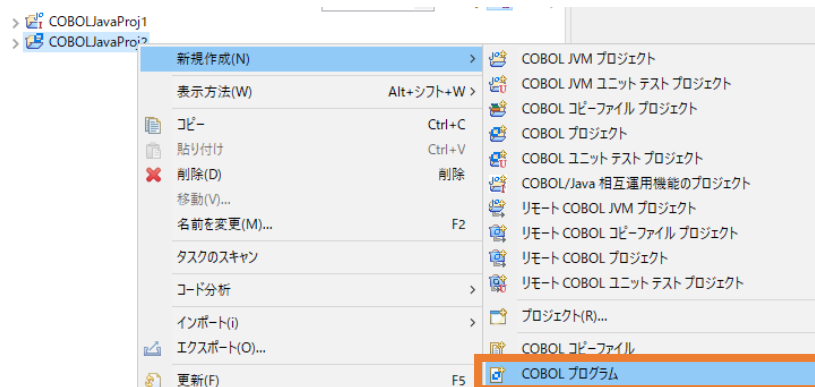 COBOLJavaProj1
COBOLJavaProj2
新規作成(N)
表示方法(W) Alt+シフト+W
コピー Ctrl+C
貼り付け Ctrl+V
削除(D) 削除
移動(V)...
名前を変更(M)... F2
タスクのスキャン
コード分析
インポート(i)
エクスポート(O)...
更新(F) F5
COBOL JVM プロジェクト
COBOL JVM ユニット テスト プロジェクト
COBOL コピーファイル プロジェクト
COBOL プロジェクト
COBOL ユニット テスト プロジェクト
COBOL/Java 相互運用機能のプロジェクト
リモート COBOL JVM プロジェクト
リモート COBOL コピーファイル プロジェクト
リモート COBOL プロジェクト
リモート COBOL ユニット テスト プロジェクト
プロジェクト(R)...
COBOL コピーファイル
COBOL プログラム